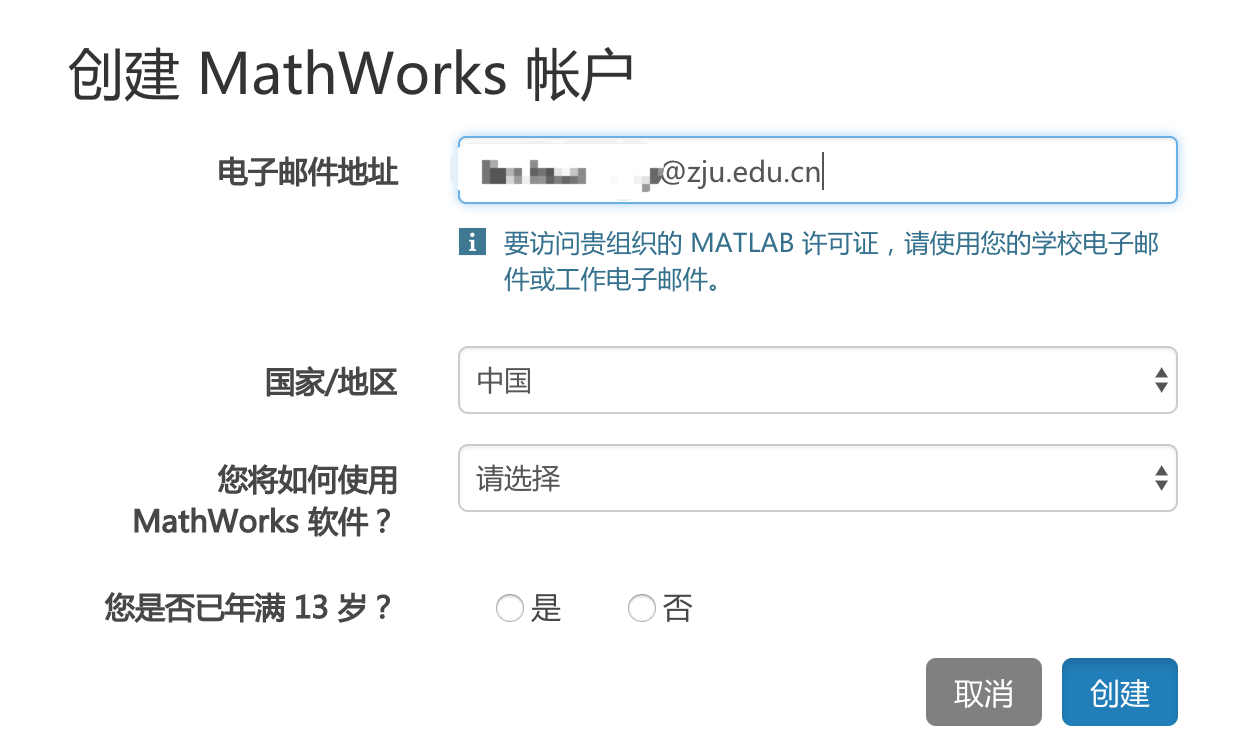 创建 MathWorks 帐户
电子邮件地址
@zju.edu.cn
要访问贵组织的 MATLAB 许可证，请使用您的学校电子邮
件或工作电子邮件。
国家/地区
中国
您将如何使用
MathWorks 软件？
请选择
您是否已年满 13 岁？
是
否
取消
创建